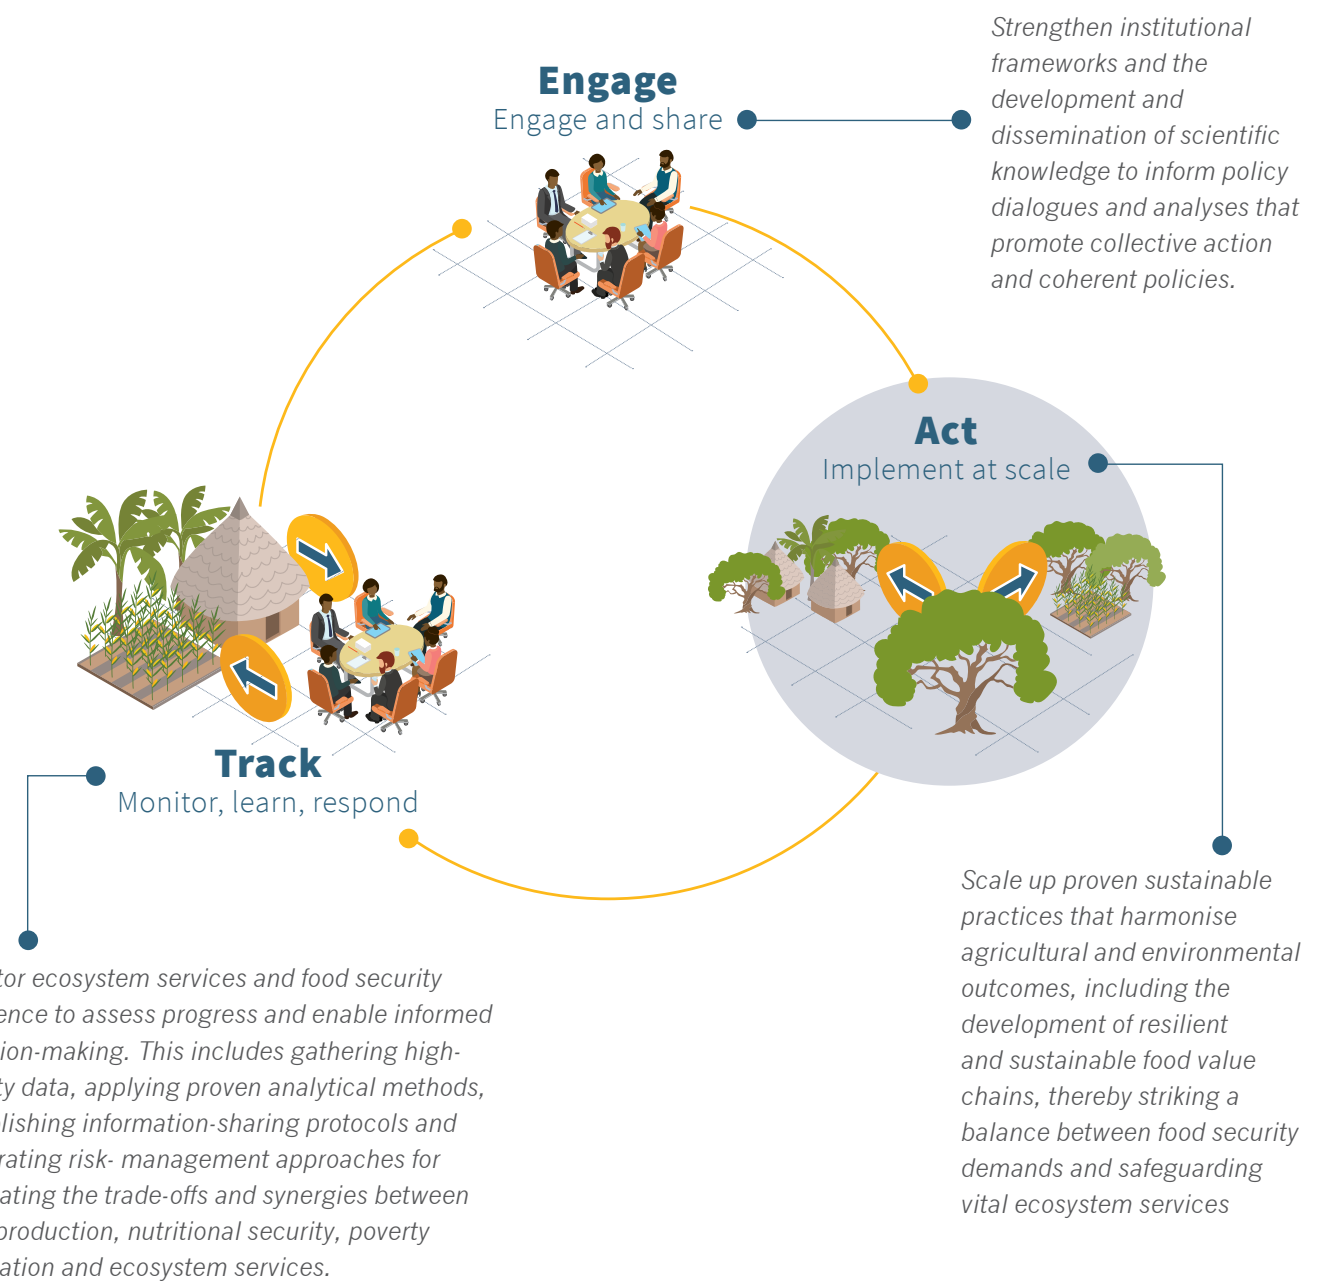 Engage
Engage and share
Strengthen institutional
frameworks and the
development and
dissemination of scientific
knowledge to inform policy
dialogues and analyses that
promote collective action
and coherent policies.
Act
Implement at scale
Track
Monitor, learn, respond
Scale up proven sustainable
practices that harmonise
agricultural and environmental
outcomes, including the
development of resilient
and sustainable food value
chains, thereby striking a
balance between food security
demands and safeguarding
vital ecosystem services
tor ecosystem services and food security
ence to assess progress and enable informed
ion-making. This includes gathering high-
ty data, applying proven analytical methods,
lishing information-sharing protocols and
rating risk- management approaches for
ating the trade-offs and synergies between
production, nutritional security, poverty
ation and ecosystem services.